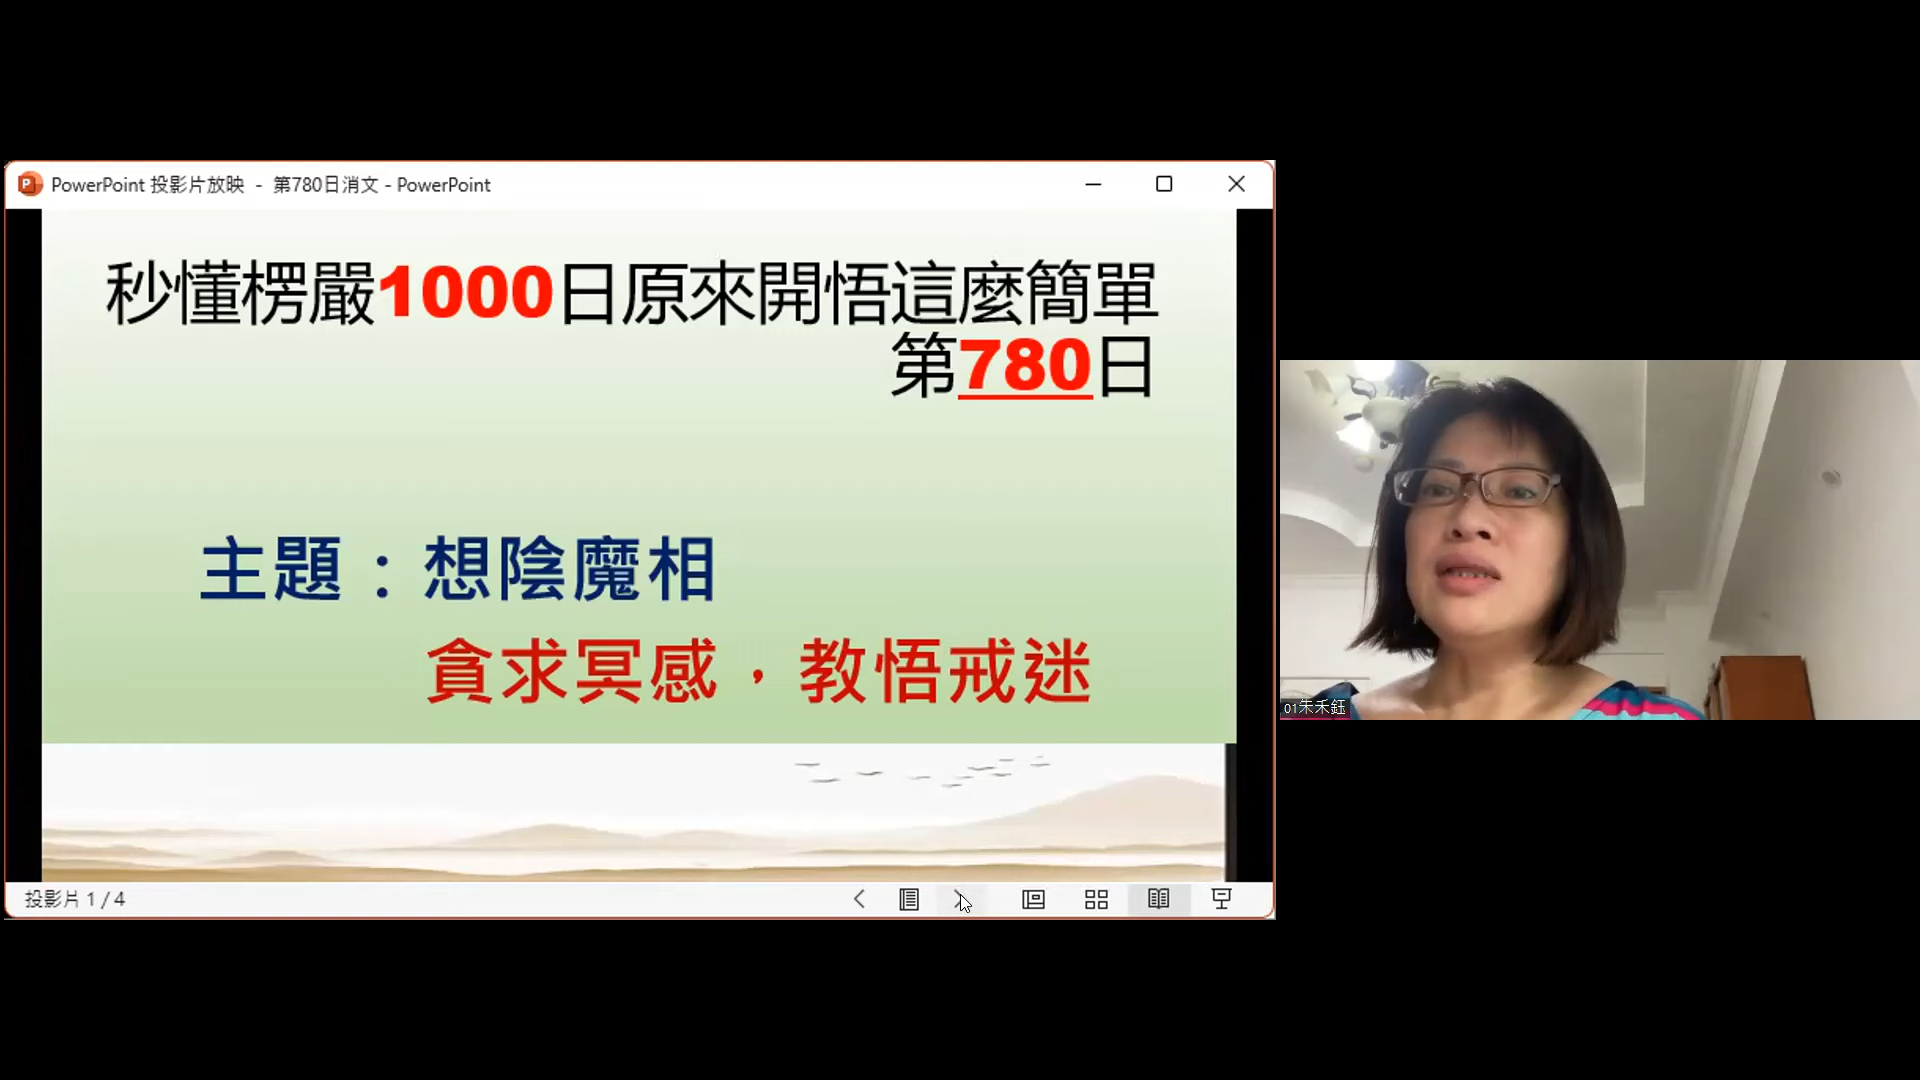 PowerPoint 投影片放映 - 第780日消文 - PowerPoint
秒懂楞嚴1000日原來開悟這麼簡單
第780日
主題：想陰魔相
貪求冥感，教悟戒迷
01朱禾鈺
投影片 1 / 4